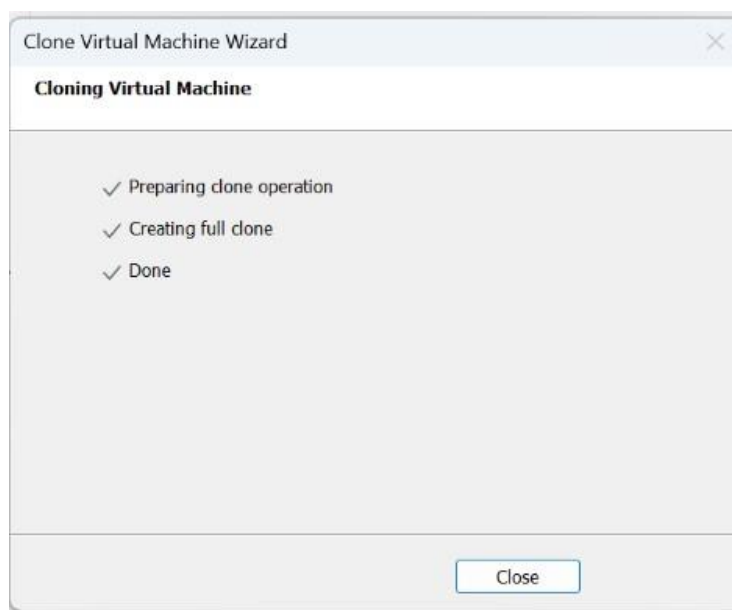 Clone Virtual Machine Wizard
Cloning Virtual Machine
Preparing clone operation
Creating full clone
Done
Close